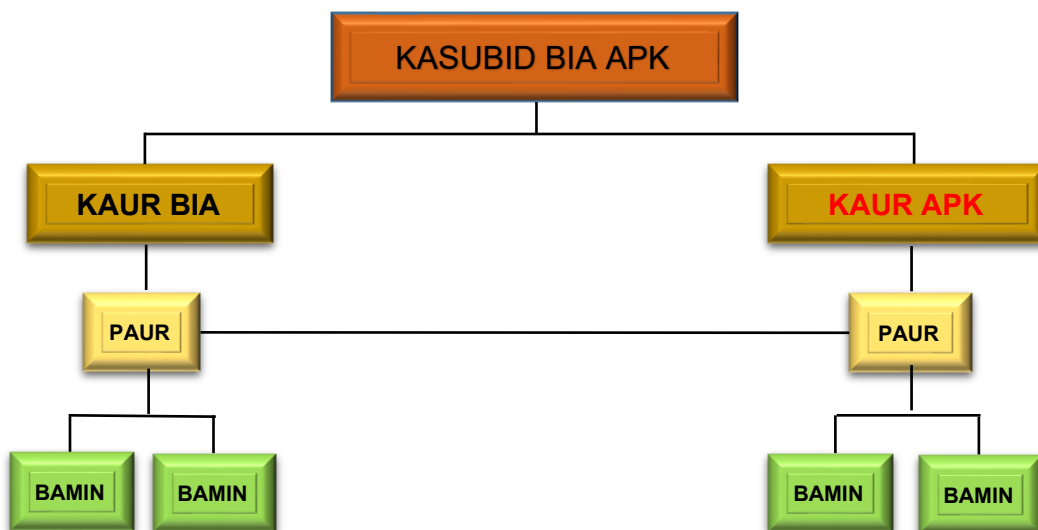 KASUBID BIA APK
KAUR BIA
KAUR APK
PAUR
PAUR
BAMIN
BAMIN
BAMIN
BAMIN